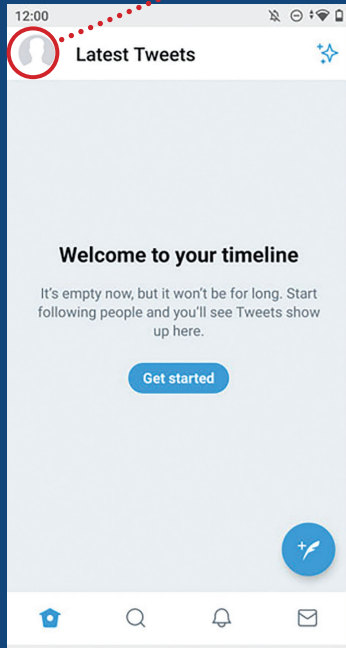 12:00
Latest Tweets
Welcome to your timeline
It's empty now, but it won't be for long. Start
following people and you'll see Tweets show
up here.
Get started